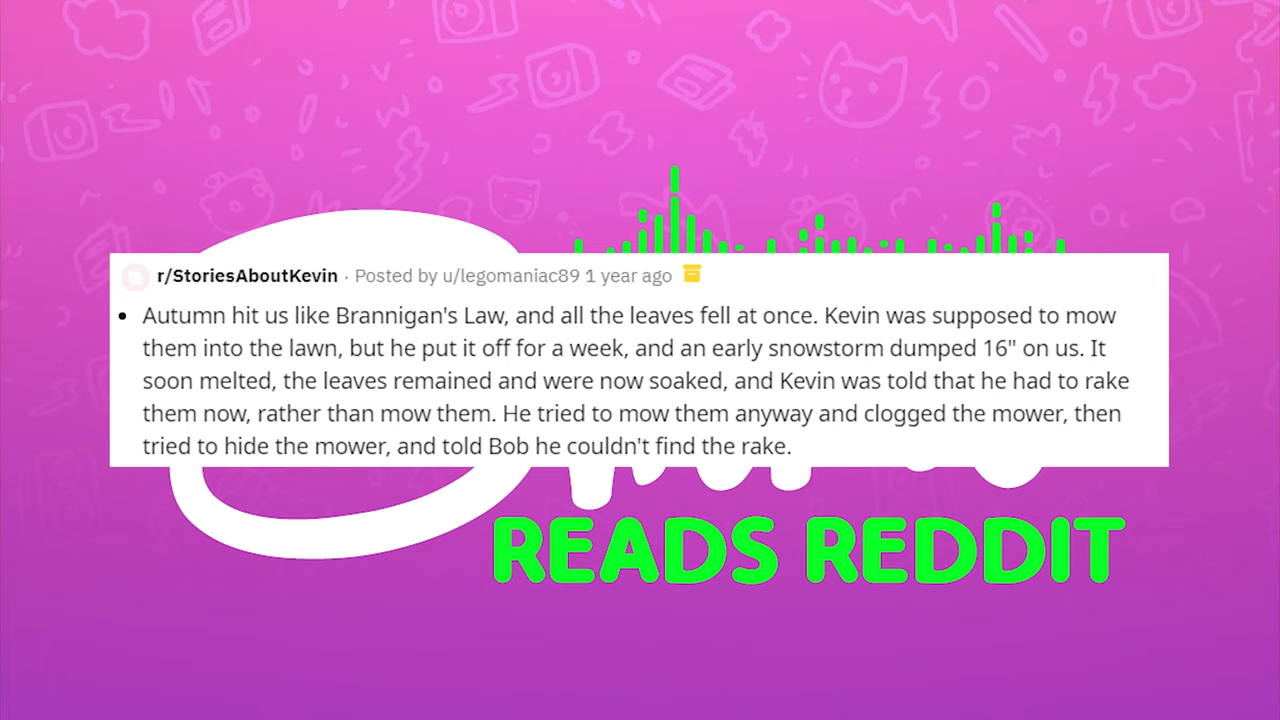 r/StoriesAboutKevin · Posted by u/legomaniac89 1 year ago
• Autumn hit us like Brannigan's Law, and all the leaves fell at once. Kevin was supposed to mow
them into the lawn, but he put it off for a week, and an early snowstorm dumped 16" on us. It
soon melted, the leaves remained and were now soaked, and Kevin was told that he had to rake
them now, rather than mow them. He tried to mow them anyway and clogged the mower, then
tried to hide the mower, and told Bob he couldn't find the rake.
READS REDDIT